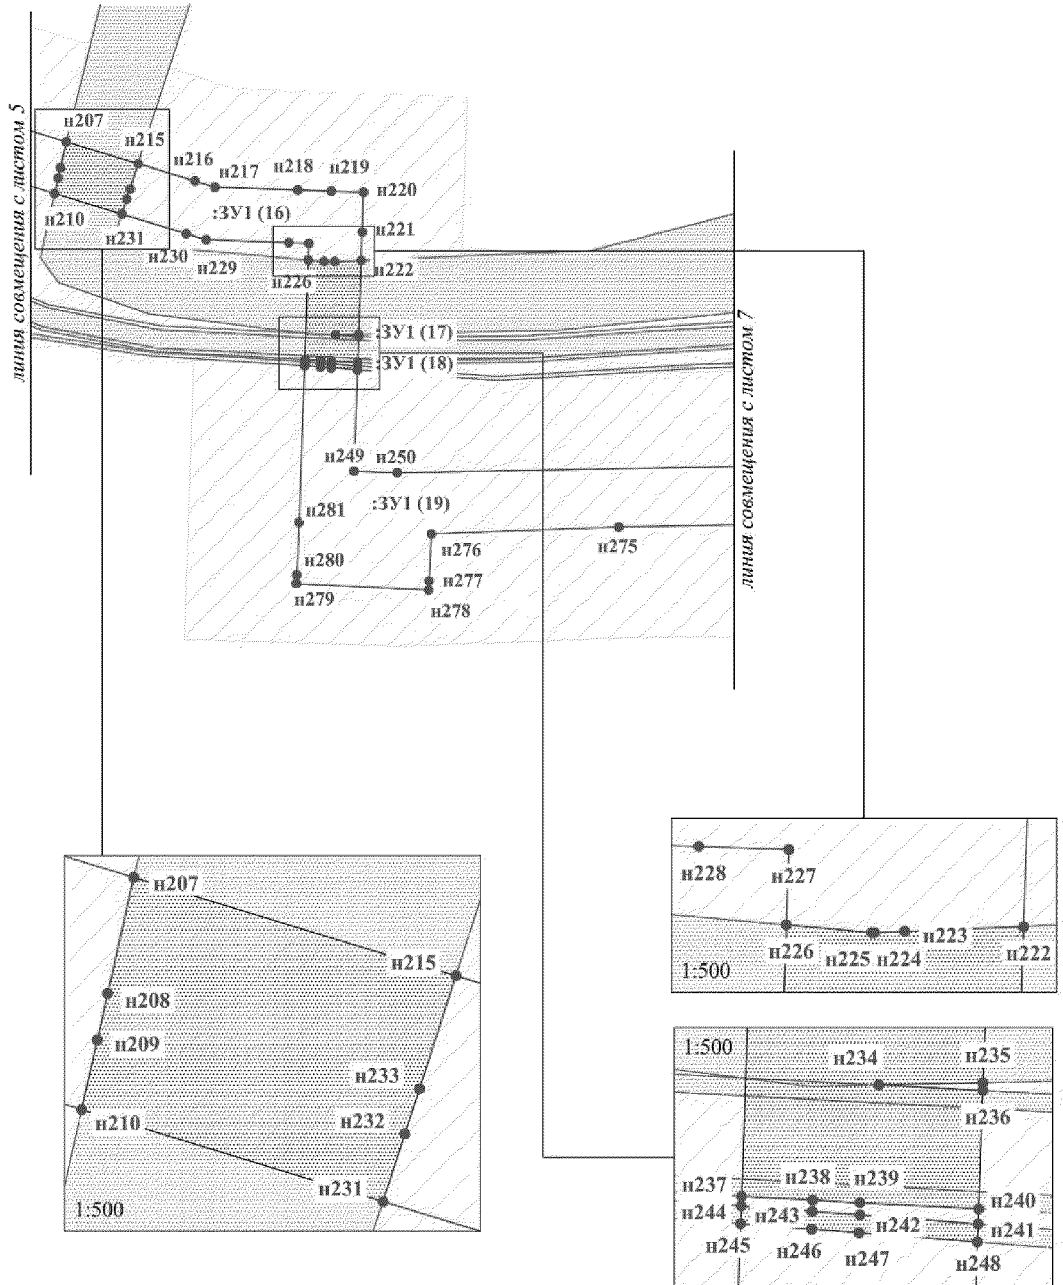 линия совмещения с листом 5
н207
н215
н216
н217
н218
н219
н220
:ЗУ1 (16)
н210
н231
н221
н230
н229
н226
н222
:ЗУ1 (17)
:ЗУ1 (18)
линия совмещения с листом 7
н249
н250
:ЗУ1 (19)
н281
н276
н275
н280
н277
н279
н278
н207
н215
н208
н209
н233
н210
н232
н231
1:500
н228
н227
н226
н225
н224
н223
н222
1:500
1:500
н234
н235
н236
н237
н238
н239
н240
н244
н243
н242
н241
н245
н246
н247
н248